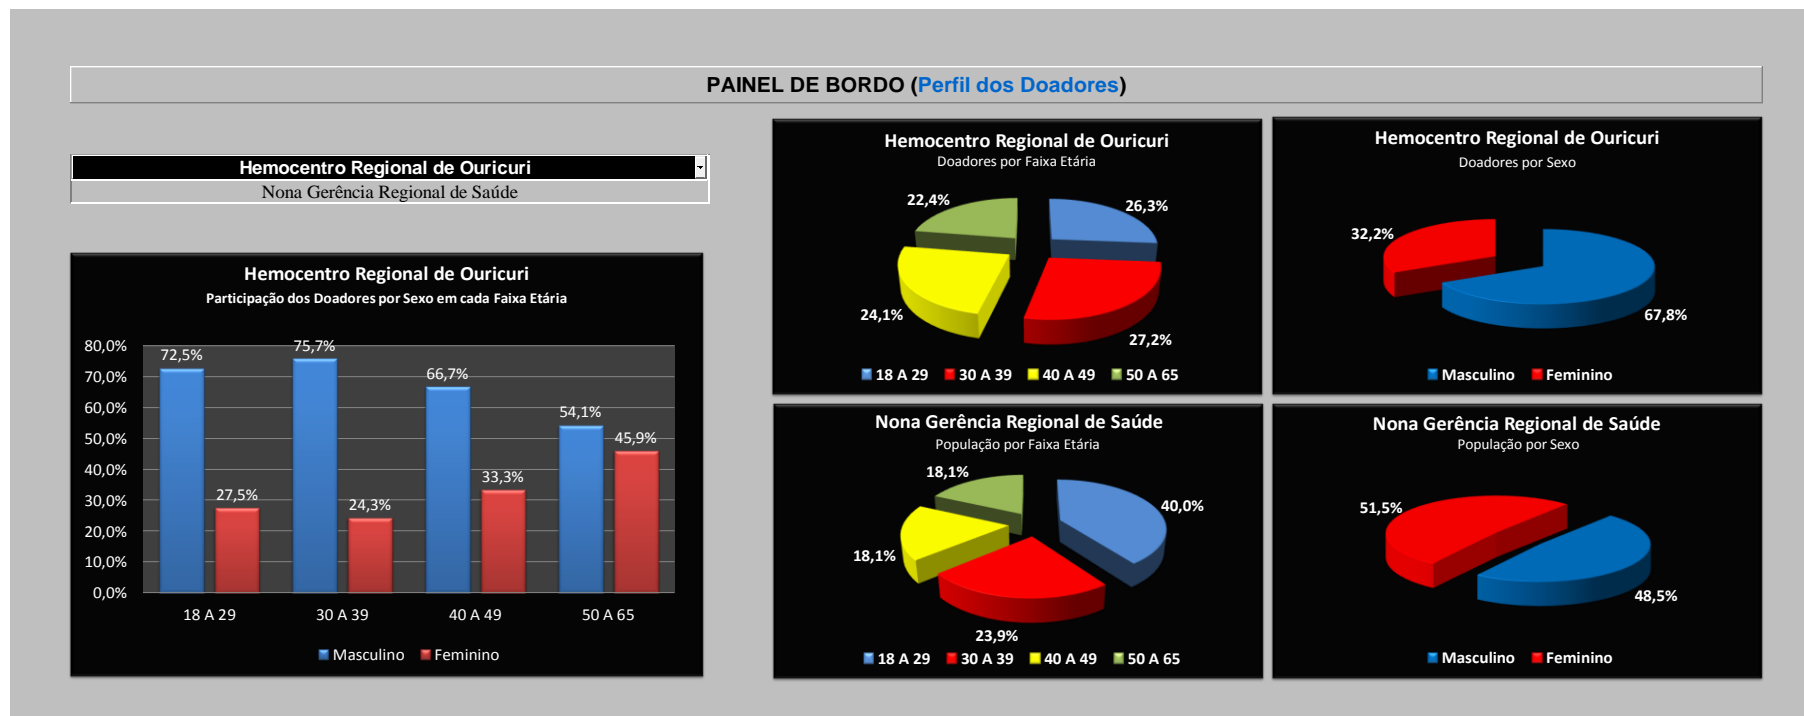 PAINEL DE BORDO (Perfil dos Doadores)
Hemocentro Regional de Ouricuri
Nona Gerência Regional de Saúde
Hemocentro Regional de Ouricuri
Participação dos Doadores por Sexo em cada Faixa Etária
80,0%
70,0%
60,0%
50,0%
40,0%
30,0%
20,0%
10,0%
0,0%
72,5%
27,5%
75,7%
24,3%
66,7%
33,3%
54,1%
45,9%
18 A 29
30 A 39
40 A 49
50 A 65
Masculino
Feminino
Hemocentro Regional de Ouricuri
Doadores por Faixa Etária
22,4%
26,3%
24,1%
27,2%
18 A 29 30 A 39 40 A 49 50 A 65
Hemocentro Regional de Ouricuri
Doadores por Sexo
32,2%
67,8%
Masculino Feminino
Nona Gerência Regional de Saúde
População por Faixa Etária
18,1%
40,0%
18,1%
23,9%
18 A 29 30 A 39 40 A 49 50 A 65
Nona Gerência Regional de Saúde
População por Sexo
51,5%
48,5%
Masculino Feminino